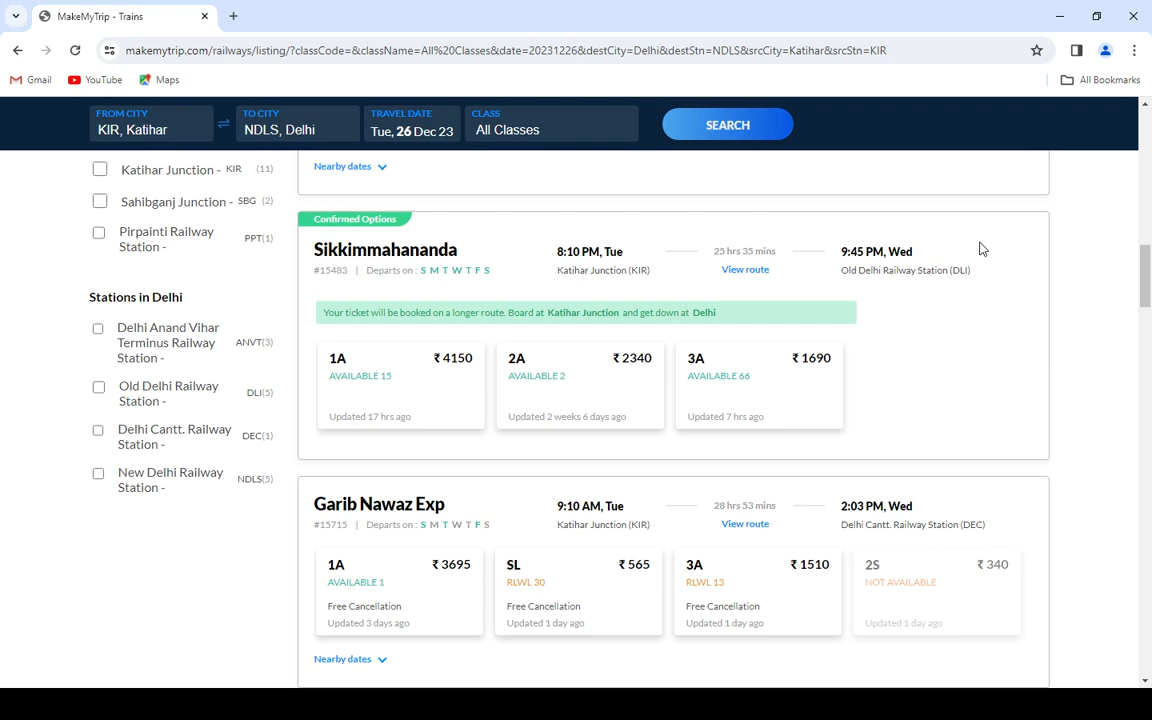 MakeMyTrip - Trains
makemytrip.com/railways/listing/?classCode=&className=All%20Classes&date=20231226&destCity=Delhi&destStn=NDLS&srcCity=Katihar&srcStn=KIR
Gmail YouTube Maps All Bookmarks
FROM CITY TO CITY TRAVEL DATE CLASS
KIR, Katihar NDLS, Delhi Tue, 26 Dec 23 All Classes SEARCH
Katihar Junction - KIR (11)
Sahibganj Junction - SBG (2)
Pirpainti Railway
Station - PPT(1)
Stations in Delhi
Delhi Anand Vihar
Terminus Railway
Station - ANVT(3)
Old Delhi Railway
Station - DLI(5)
Delhi Cantt. Railway
Station - DEC(1)
New Delhi Railway
Station - NDLS(5)
Nearby dates
Confirmed Options
Sikkimmahananda 8:10 PM, Tue 25 hrs 35 mins 9:45 PM, Wed
#15483 | Departs on : S M T W T F S Katihar Junction (KIR) View route Old Delhi Railway Station (DLI)
Your ticket will be booked on a longer route. Board at Katihar Junction and get down at Delhi
1A ₹ 4150 2A ₹ 2340 3A ₹ 1690
AVAILABLE 15 AVAILABLE 2 AVAILABLE 66
Updated 17 hrs ago Updated 2 weeks 6 days ago Updated 7 hrs ago
Garib Nawaz Exp 9:10 AM, Tue 28 hrs 53 mins 2:03 PM, Wed
#15715 | Departs on : S M T W T F S Katihar Junction (KIR) View route Delhi Cantt. Railway Station (DEC)
1A ₹ 3695 SL ₹ 565 3A ₹ 1510 2S ₹ 340
AVAILABLE 1 RLWL 30 RLWL 13 NOT AVAILABLE
Free Cancellation Free Cancellation Free Cancellation
Updated 3 days ago Updated 1 day ago Updated 1 day ago Updated 1 day ago
Nearby dates